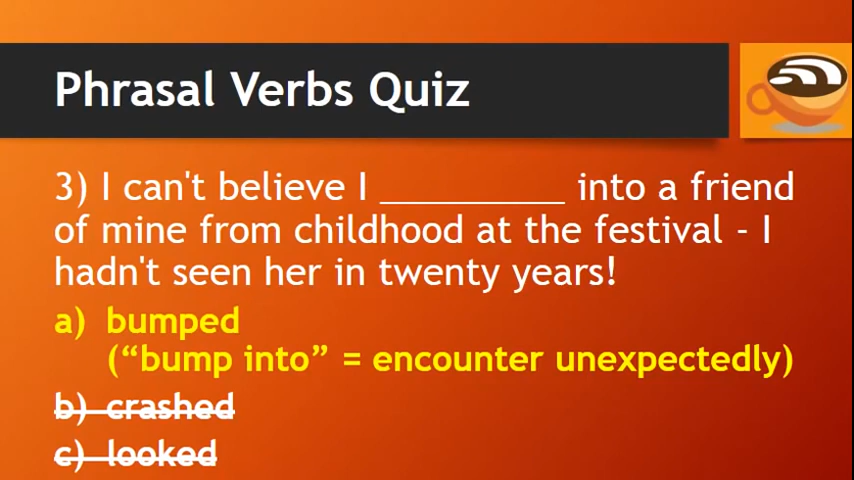 Phrasal Verbs Quiz
3) I can't believe I __________ into a friend
of mine from childhood at the festival - I
hadn't seen her in twenty years!
a) bumped
(“bump into” = encounter unexpectedly)
b) crashed
c) looked